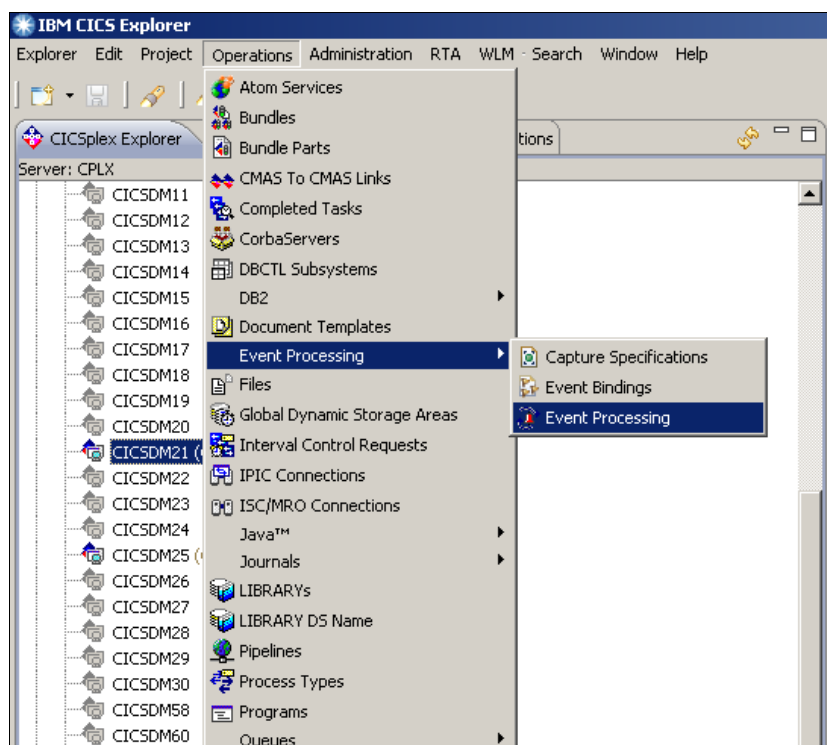 IBM CICS Explorer
Explorer Edit Project Operations Administration RTA WLM Search Window Help
CICSplex Explorer
tions
Server: CPLX
CICSDM11
CICSDM12
CICSDM13
CICSDM14
CICSDM15
CICSDM16
CICSDM17
CICSDM18
CICSDM19
CICSDM20
CICSDM21 (
CICSDM22
CICSDM23
CICSDM24
CICSDM25 (
CICSDM26
CICSDM27
CICSDM28
CICSDM29
CICSDM30
CICSDM58
CICSDM60
Atom Services
Bundles
Bundle Parts
CMAS To CMAS Links
Completed Tasks
CorbaServers
DBCTL Subsystems
DB2
Document Templates
Event Processing
Files
Global Dynamic Storage Areas
Interval Control Requests
IPIC Connections
ISC/MRO Connections
Java™
Journals
LIBRARYs
LIBRARY DS Name
Pipelines
Process Types
Programs
Queues
Capture Specifications
Event Bindings
Event Processing